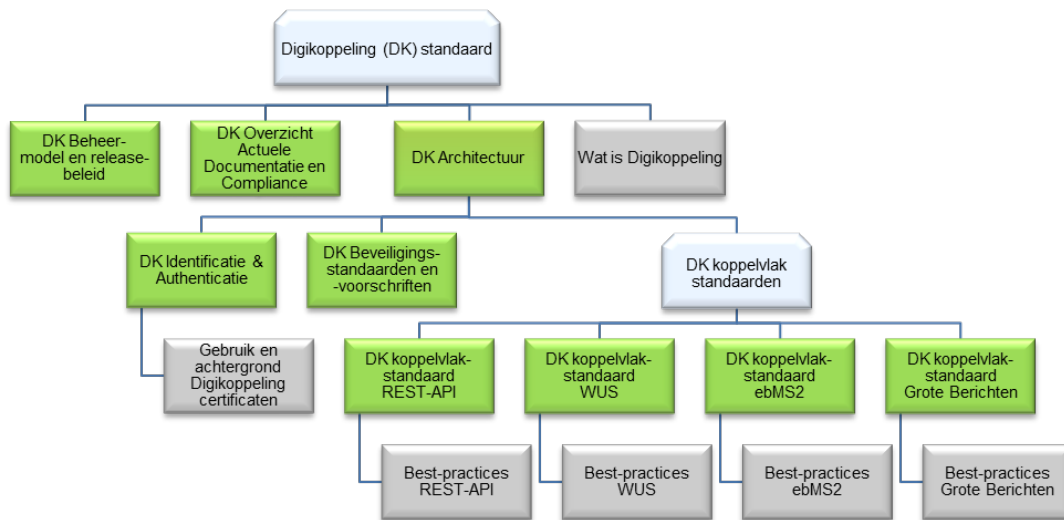 Digikoppeling (DK) standaard
DK Beheer-
model en release-
beleid
DK Overzicht
Actuele
Documentatie en
Compliance
DK Architectuur
Wat is Digikoppeling
DK Identificatie &
Authenticatie
DK Beveiligings-
standaarden en
-voorschriften
DK koppelvlak
standaarden
Gebruik en
achtergrond
Digikoppeling
certificaten
DK koppelvlak-
standaard
REST-API
DK koppelvlak-
standaard
WUS
DK koppelvlak-
standaard
ebMS2
DK koppelvlak-
standaard
Grote Berichten
Best-practices
REST-API
Best-practices
WUS
Best-practices
ebMS2
Best-practices
Grote Berichten